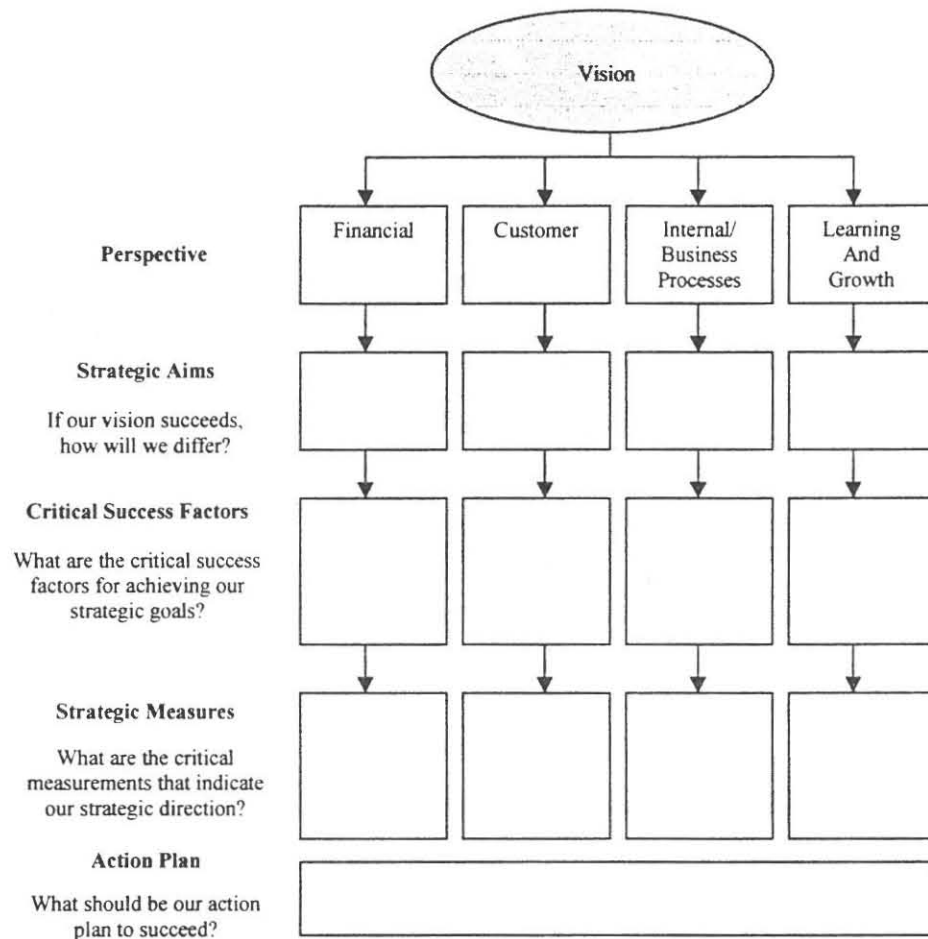 Vision
Financial
Customer
Internal/
Business
Processes
Learning
And
Growth
Perspective
Strategic Aims
If our vision succeeds,
how will we differ?
Critical Success Factors
What are the critical success
factors for achieving our
strategic goals?
Strategic Measures
What are the critical
measurements that indicate
our strategic direction?
Action Plan
What should be our action
plan to succeed?